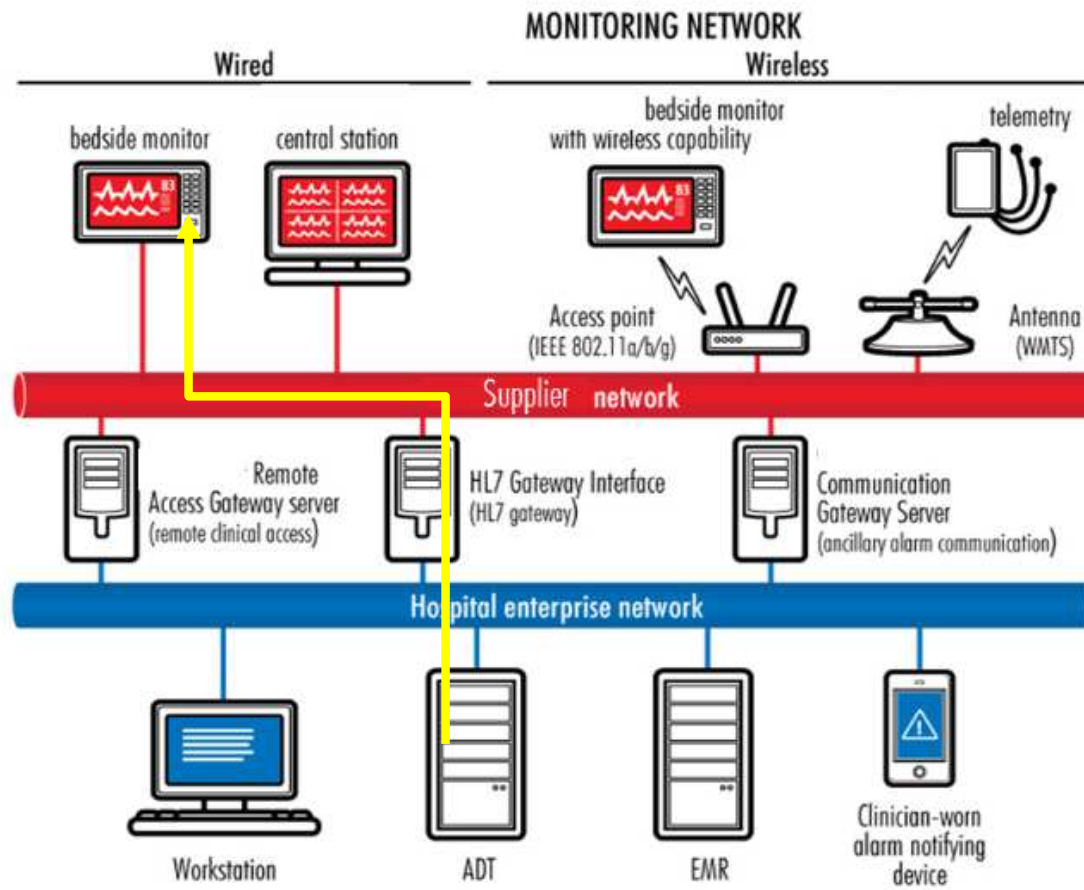 MONITORING NETWORK
Wired
Wireless
bedside monitor
central station
bedside monitor
with wireless capability
telemetry
83
83
Access point
(IEEE 802.11a/b/g)
Antenna
(WMTS)
Supplier network
Remote
Access Gateway server
(remote clinical access)
HL7 Gateway Interface
(HL7 gateway)
Communication
Gateway Server
(ancillary alarm communication)
Hospital enterprise network
Workstation
ADT
EMR
Clinician-worn
alarm notifying
device